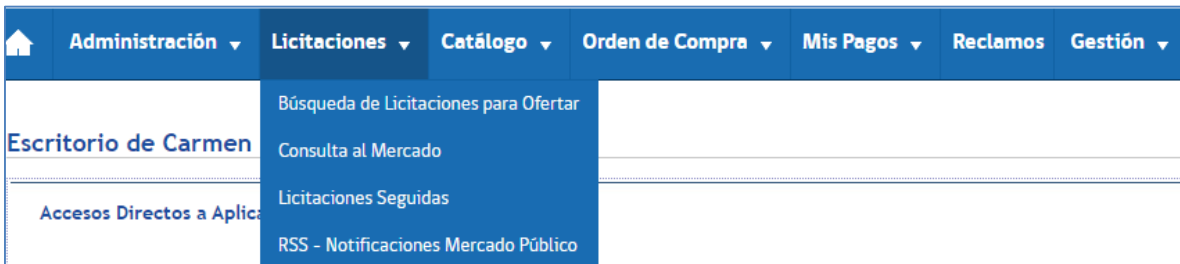 Administración Licitaciones Catálogo Orden de Compra Mis Pagos Reclamos Gestión
Búsqueda de Licitaciones para Ofertar
Escritorio de Carmen
Consulta al Mercado
Licitaciones Seguidas
Accesos Directos a Aplica
RSS - Notificaciones Mercado Público